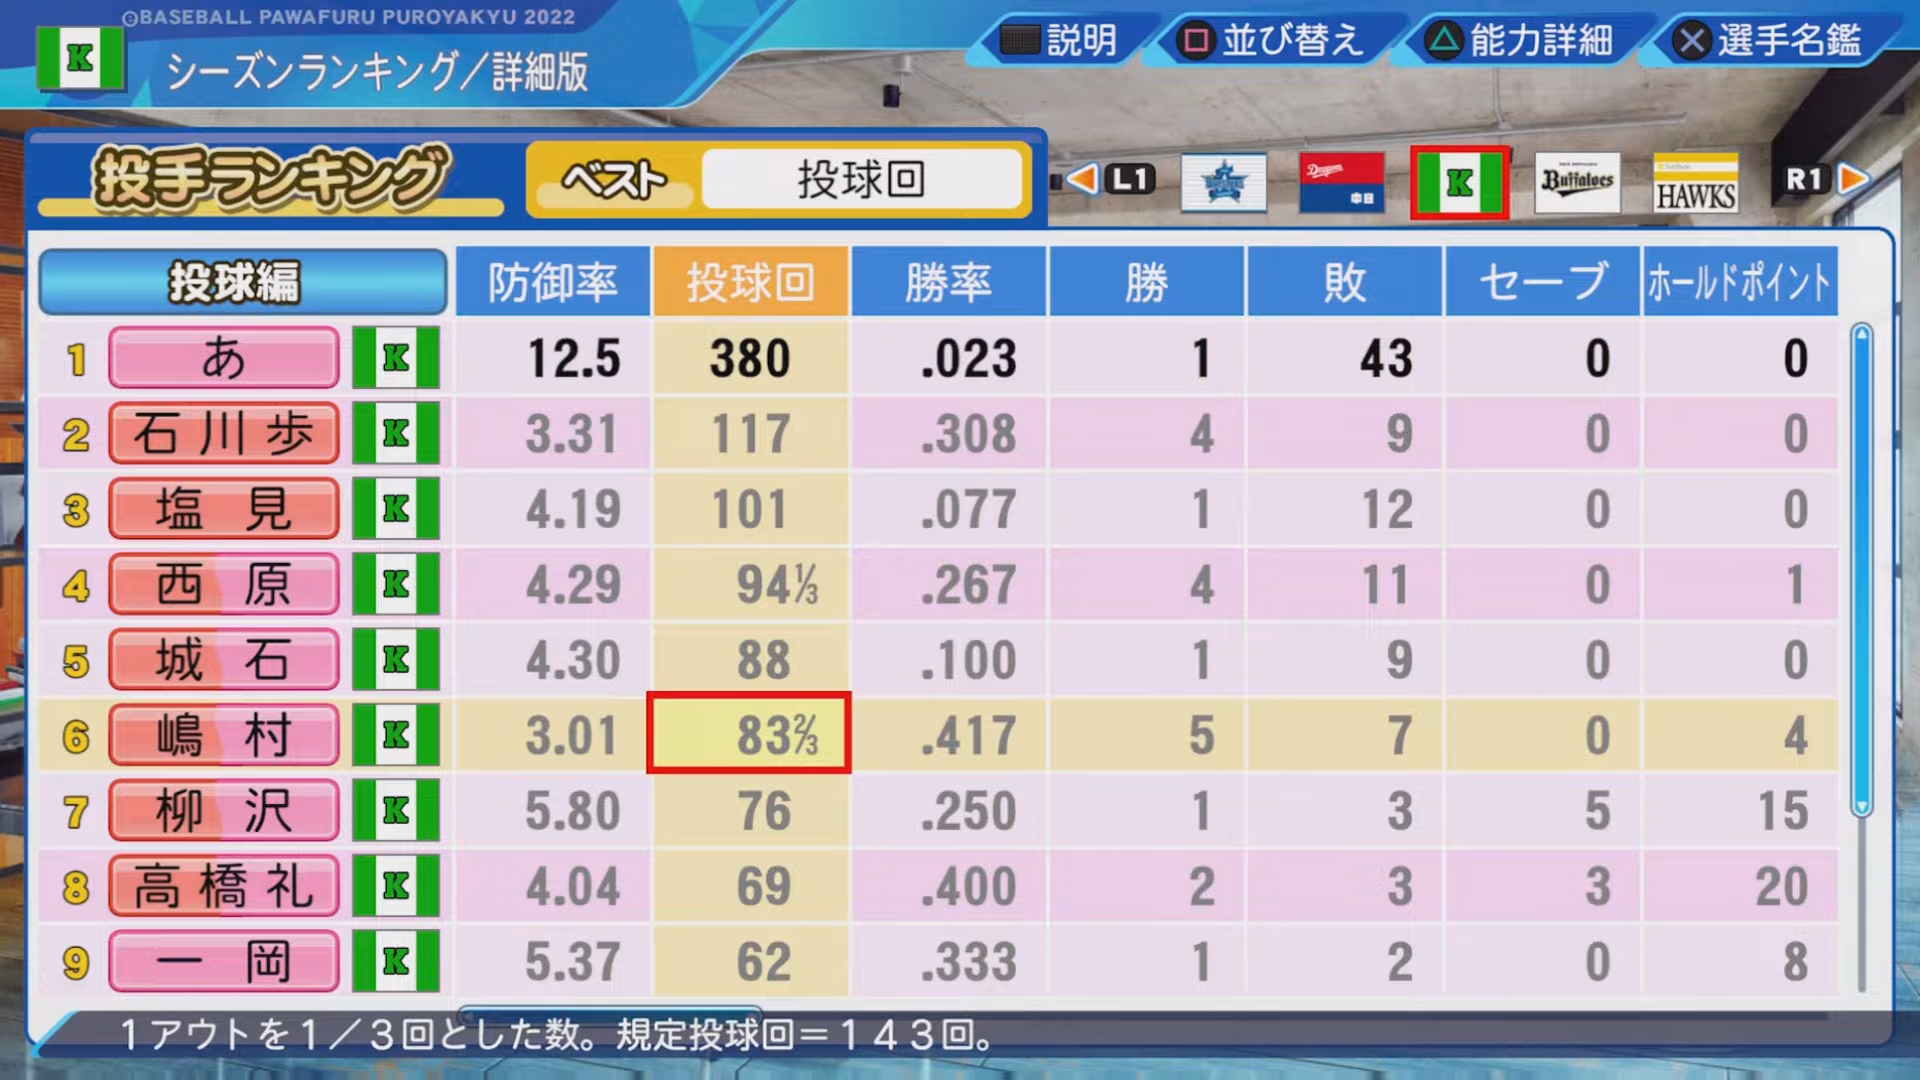 ©BASEBALL PAWAFURU PUROYAKYU 2022
K シーズンランキング／詳細版
説明 並び替え 能力詳細 選手名鑑
投手ランキング ベスト 投球回 L1 Dragons 中日 K Buffaloes HAWKS R1
投球編 防御率 投球回 勝率 勝 敗 セーブ ホールドポイント
1 あ K 12.5 380 .023 1 43 0 0
2 石川歩 K 3.31 117 .308 4 9 0 0
3 塩見 K 4.19 101 .077 1 12 0 0
4 西原 K 4.29 94⅓ .267 4 11 0 1
5 城石 K 4.30 88 .100 1 9 0 0
6 嶋村 K 3.01 83⅔ .417 5 7 0 4
7 柳沢 K 5.80 76 .250 1 3 5 15
8 高橋礼 K 4.04 69 .400 2 3 3 20
9 一岡 K 5.37 62 .333 1 2 0 8
１アウトを１／３回とした数。規定投球回＝１４３回。